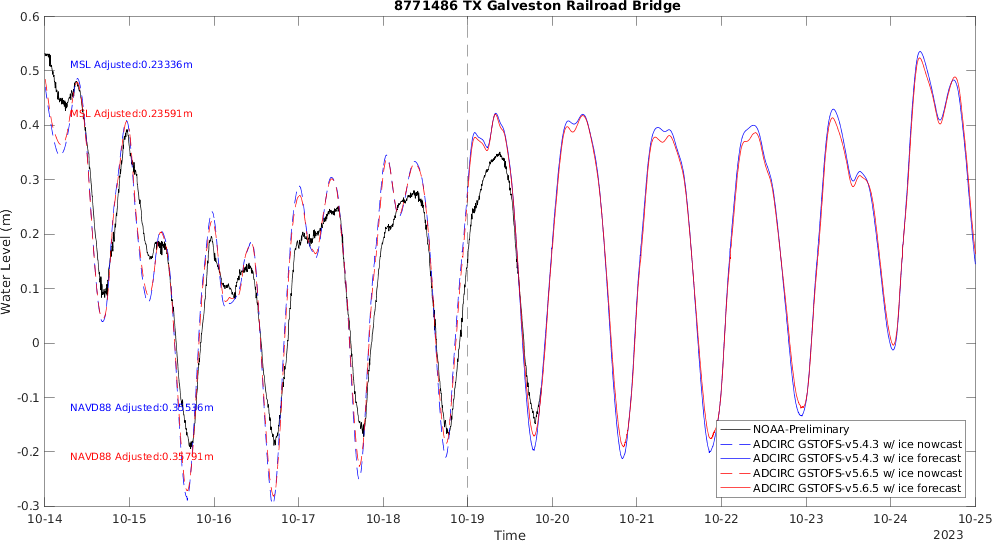 8771486 TX Galveston Railroad Bridge
0.6
0.5
0.4
0.3
0.2
0.1
0
-0.1
-0.2
-0.3
Water Level (m)
MSL Adjusted:0.23336m
MSL Adjusted:0.23591m
NAVD88 Adjusted:0.35536m
NAVD88 Adjusted:0.35791m
NOAA-Preliminary
ADCIRC GSTOFS-v5.4.3 w/ ice nowcast
ADCIRC GSTOFS-v5.4.3 w/ ice forecast
ADCIRC GSTOFS-v5.6.5 w/ ice nowcast
ADCIRC GSTOFS-v5.6.5 w/ ice forecast
10-14 10-15 10-16 10-17 10-18 10-19 10-20 10-21 10-22 10-23 10-24 10-25
Time
2023